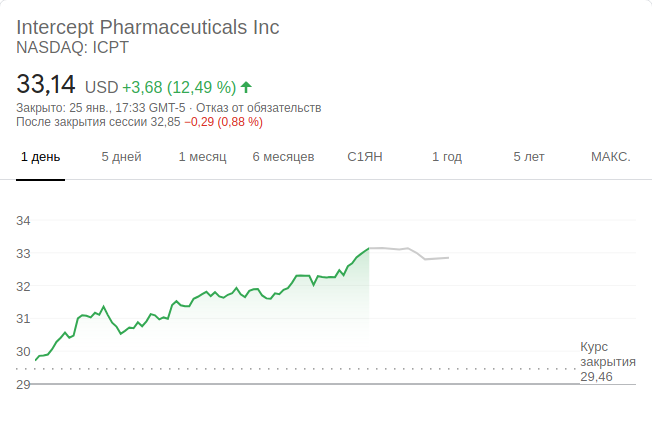 Intercept Pharmaceuticals Inc
NASDAQ: ICPT
33,14 USD +3,68 (12,49 %)
Закрыто: 25 янв., 17:33 GMT-5 · Отказ от обязательств
После закрытия сессии 32,85 −0,29 (0,88 %)
1 день 5 дней 1 месяц 6 месяцев С1ЯН 1 год 5 лет МАКС.
34
33
32
31
30
Курс
закрытия
29,46
29